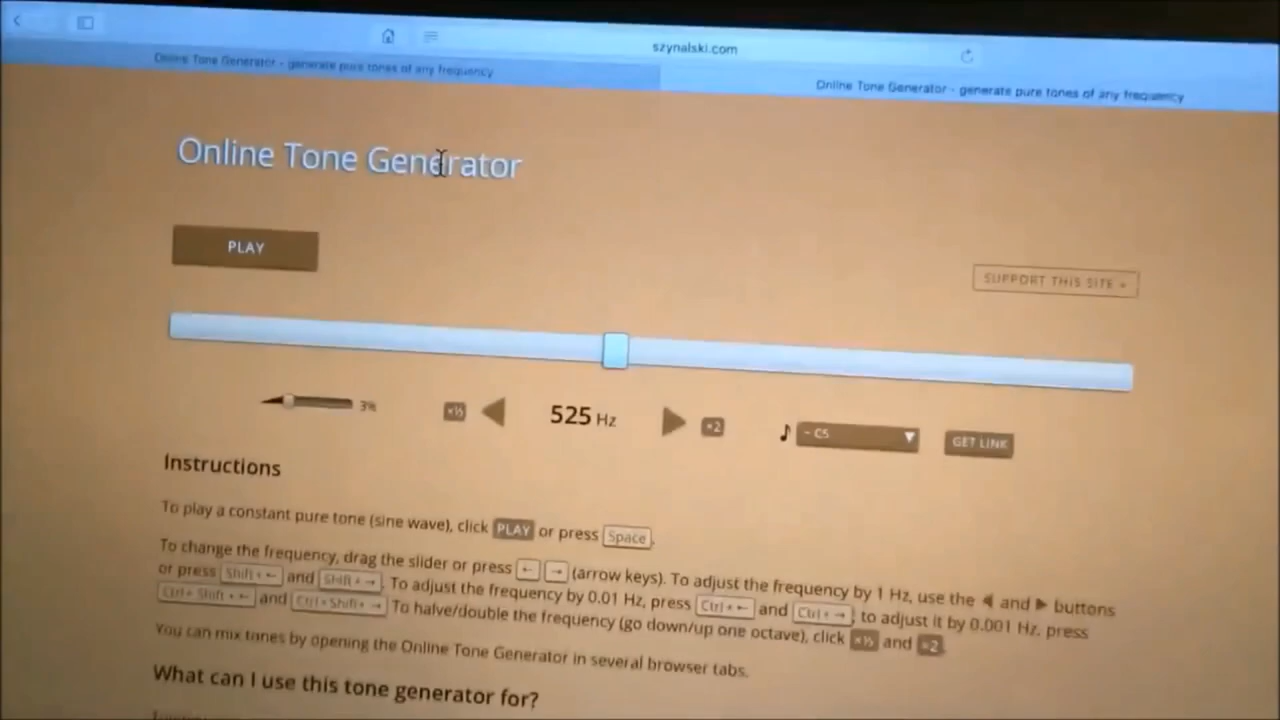 szynalski.com
Online Tone Generator - generate pure tones of any frequency
Online Tone Generator - generate pure tones of any frequency
Online Tone Generator
PLAY
SUPPORT THIS SITE »
3%
×½
525 Hz
×2
♪ ~ C5 ▼
GET LINK
Instructions
To play a constant pure tone (sine wave), click PLAY or press Space.
To change the frequency, drag the slider or press ← → (arrow keys). To adjust the frequency by 1 Hz, use the ◀ and ▶ buttons
or press Shift + ← and Shift + →. To adjust the frequency by 0.01 Hz, press Ctrl + ← and Ctrl + →; to adjust it by 0.001 Hz, press
Ctrl + Shift + ← and Ctrl + Shift + → To halve/double the frequency (go down/up one octave), click ×½ and ×2.
You can mix tones by opening the Online Tone Generator in several browser tabs.
What can I use this tone generator for?